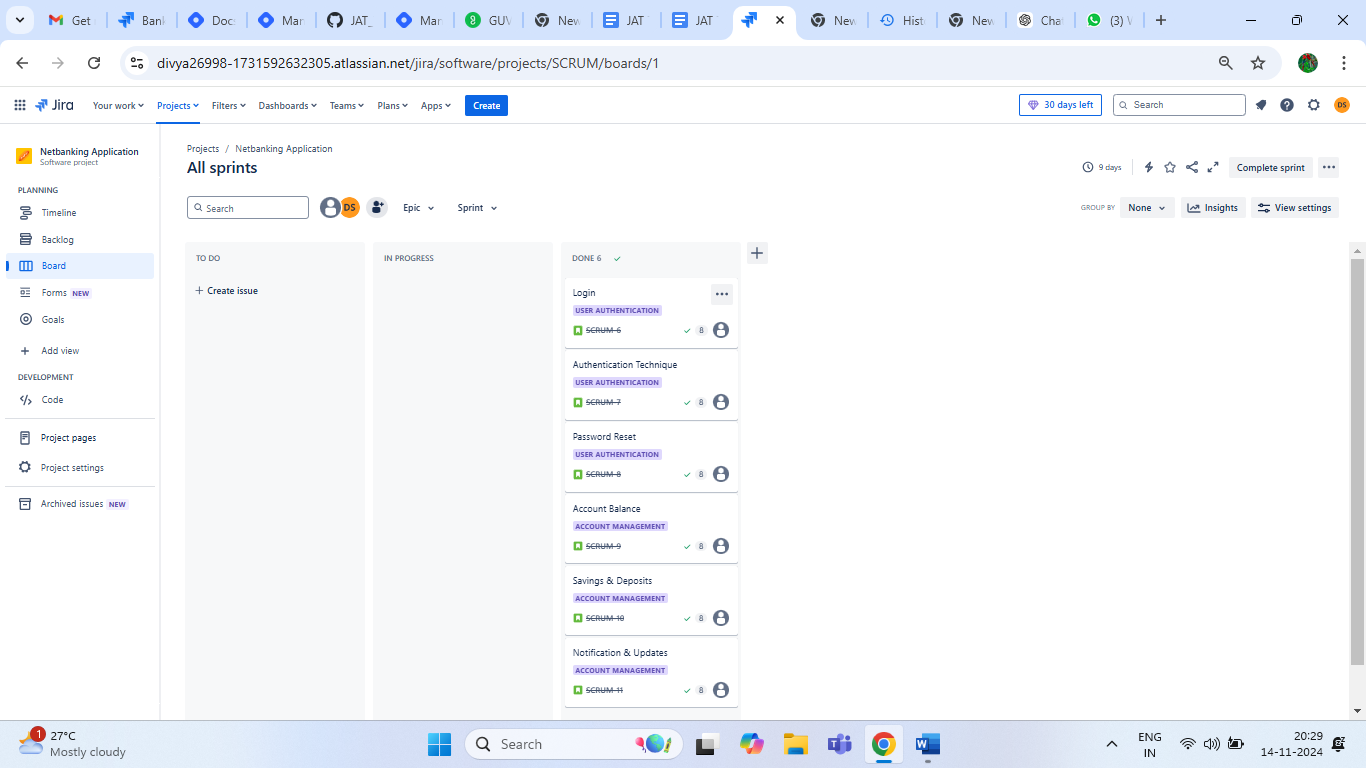 Get
Bank
Docs
Man
JAT_
Man
GUV
New
JAT
JAT
New
Hist
New
Chat
(3)
divya26998-1731592632305.atlassian.net/jira/software/projects/SCRUM/boards/1
Jira Your work Projects Filters Dashboards Teams Plans Apps Create 30 days left Search DS
Netbanking Application
Software project
PLANNING
Timeline
Backlog
Board
Forms NEW
Goals
Add view
DEVELOPMENT
Code
Project pages
Project settings
Archived issues NEW
Projects / Netbanking Application
All sprints
9 days Complete sprint
Search DS Epic Sprint GROUP BY None Insights View settings
TO DO
+ Create issue
IN PROGRESS
DONE 6
Login
USER AUTHENTICATION
SCRUM-6 8
Authentication Technique
USER AUTHENTICATION
SCRUM-7 8
Password Reset
USER AUTHENTICATION
SCRUM-8 8
Account Balance
ACCOUNT MANAGEMENT
SCRUM-9 8
Savings & Deposits
ACCOUNT MANAGEMENT
SCRUM-10 8
Notification & Updates
ACCOUNT MANAGEMENT
SCRUM-11 8
1
27°C
Mostly cloudy
Search
ENG
IN
20:29
14-11-2024